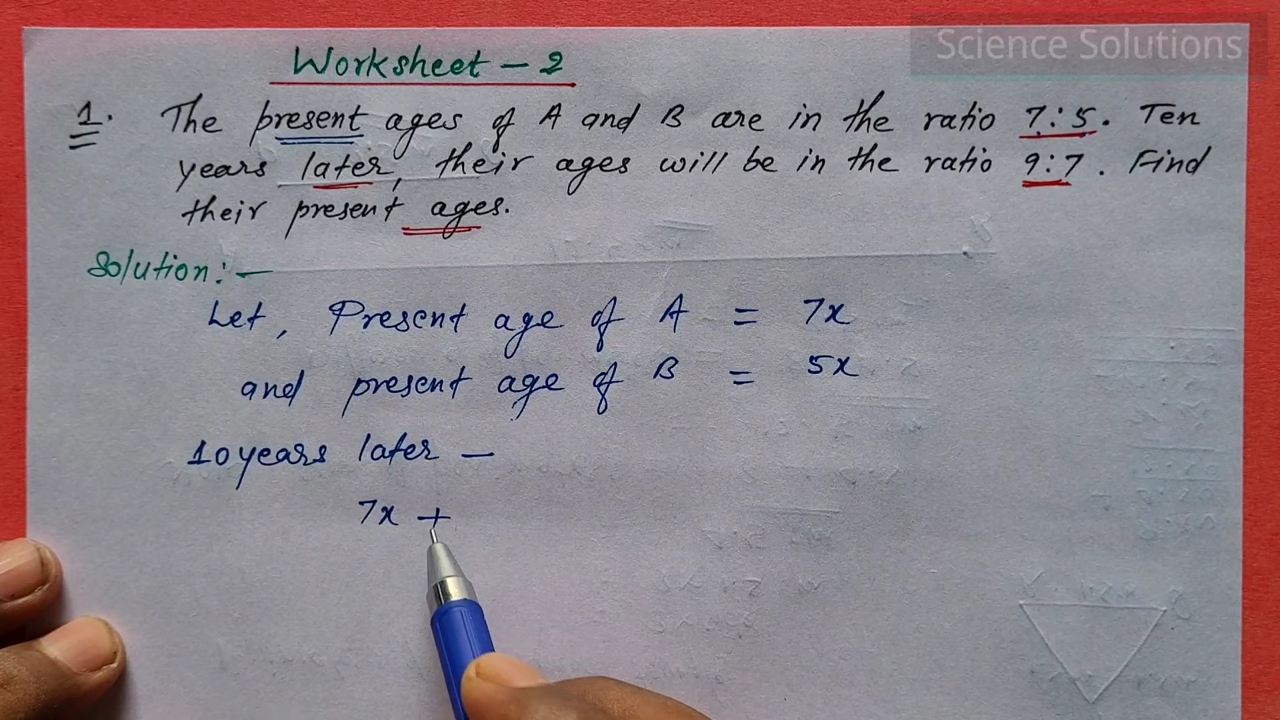 Science Solutions
Worksheet - 2
1. The present ages of A and B are in the ratio 7:5. Ten
years later, their ages will be in the ratio 9:7. Find
their present ages.
Solution:-
Let, Present age of A = 7x
and present age of B = 5x
10 years later -
7x +